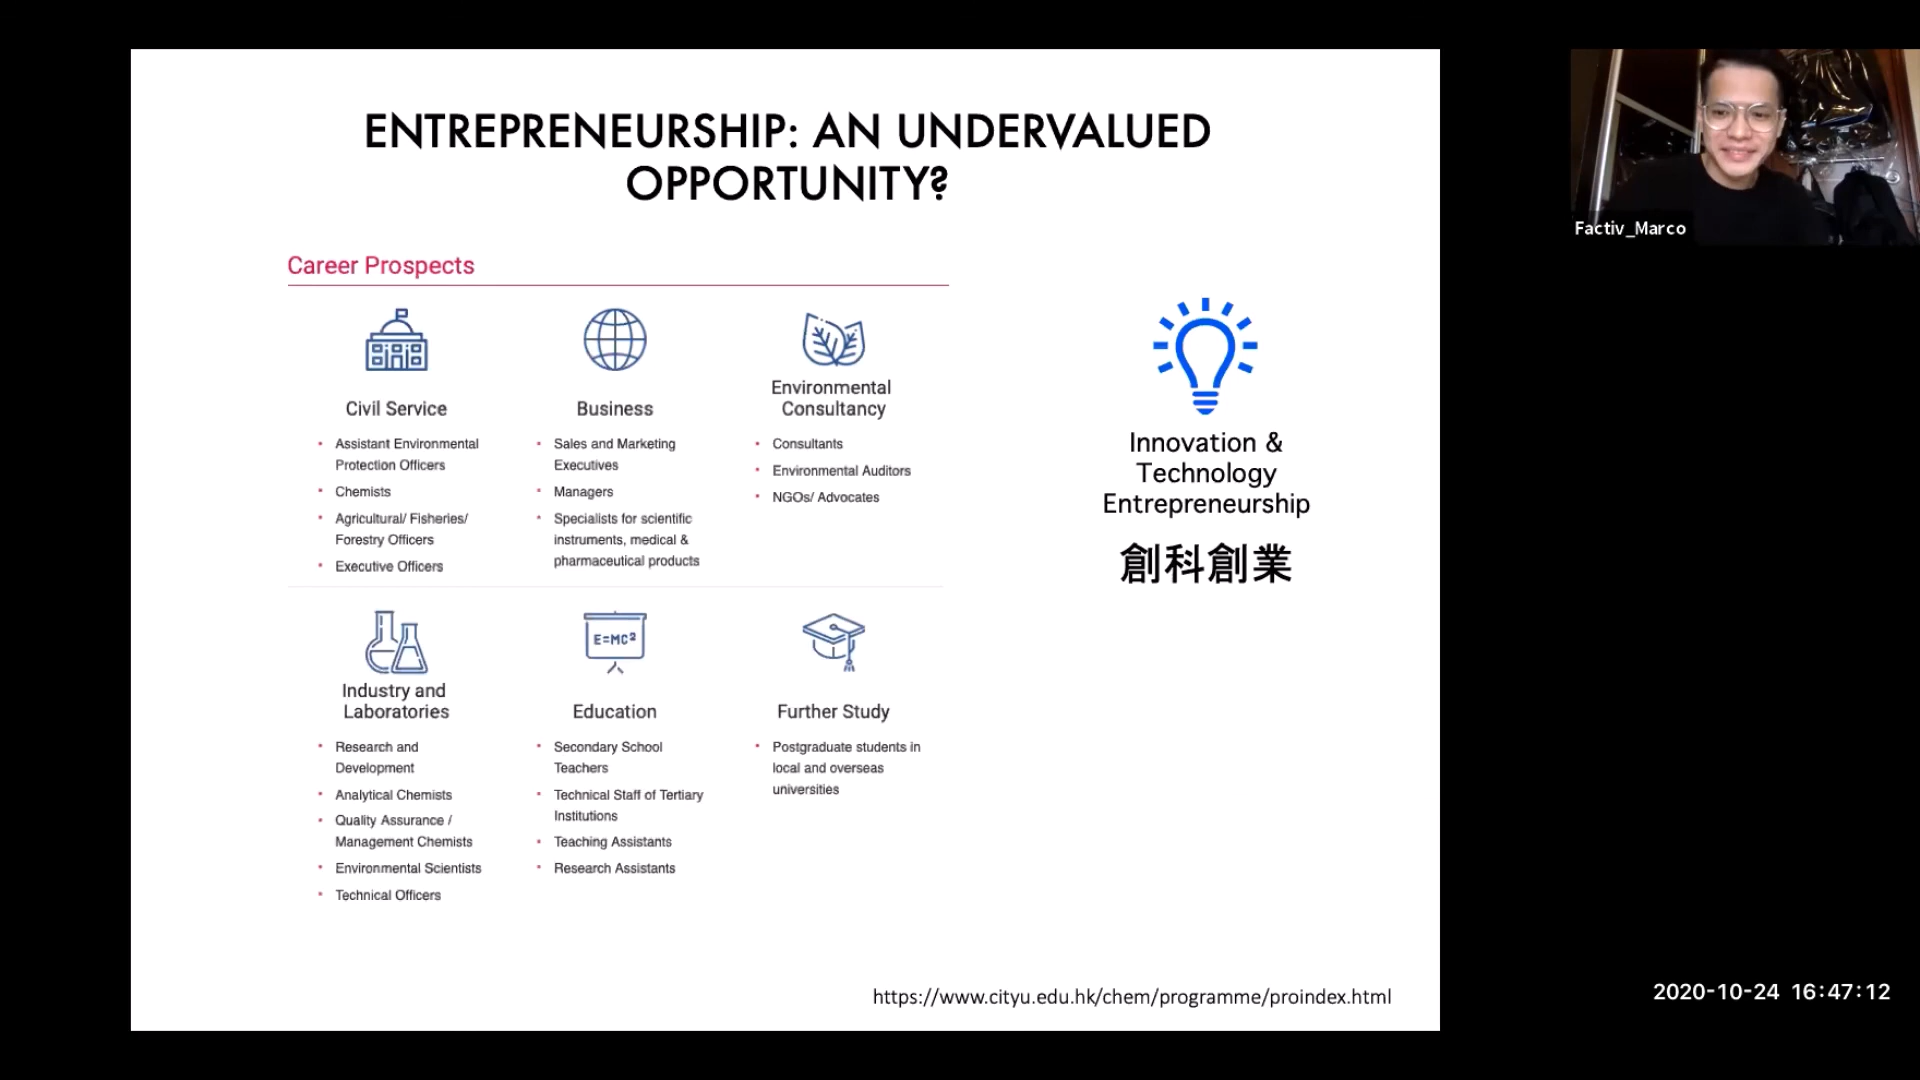 ENTREPRENEURSHIP: AN UNDERVALUED
OPPORTUNITY?
Career Prospects
Civil Service
Assistant Environmental
Protection Officers
Chemists
Agricultural/ Fisheries/
Forestry Officers
Executive Officers
Business
Sales and Marketing
Executives
Managers
Specialists for scientific
instruments, medical &
pharmaceutical products
Environmental
Consultancy
Consultants
Environmental Auditors
NGOs/ Advocates
Industry and
Laboratories
Research and
Development
Analytical Chemists
Quality Assurance /
Management Chemists
Environmental Scientists
Technical Officers
E=MC²
Education
Secondary School
Teachers
Technical Staff of Tertiary
Institutions
Teaching Assistants
Research Assistants
Further Study
Postgraduate students in
local and overseas
universities
Innovation &
Technology
Entrepreneurship
創科創業
https://www.cityu.edu.hk/chem/programme/proindex.html
Factiv_Marco
2020-10-24 16:47:12